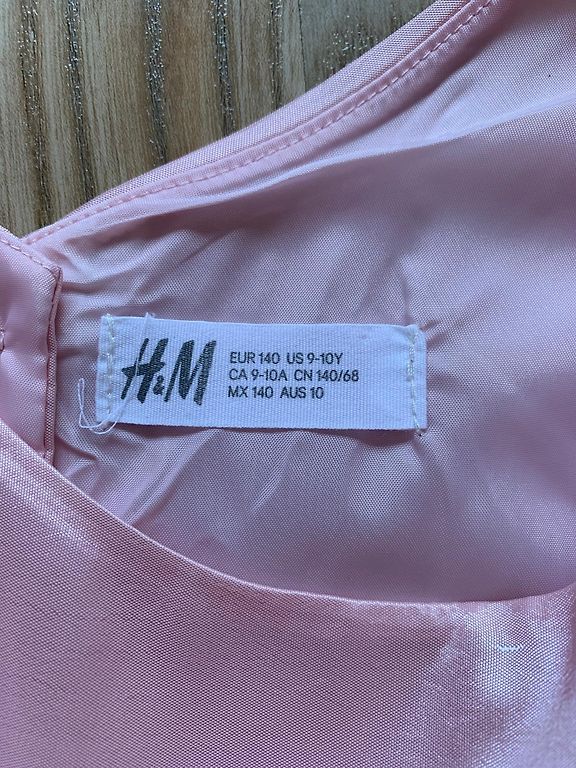 H&M
EUR 140 US 9-10Y
CA 9-10A CN 140/68
MX 140 AUS 10